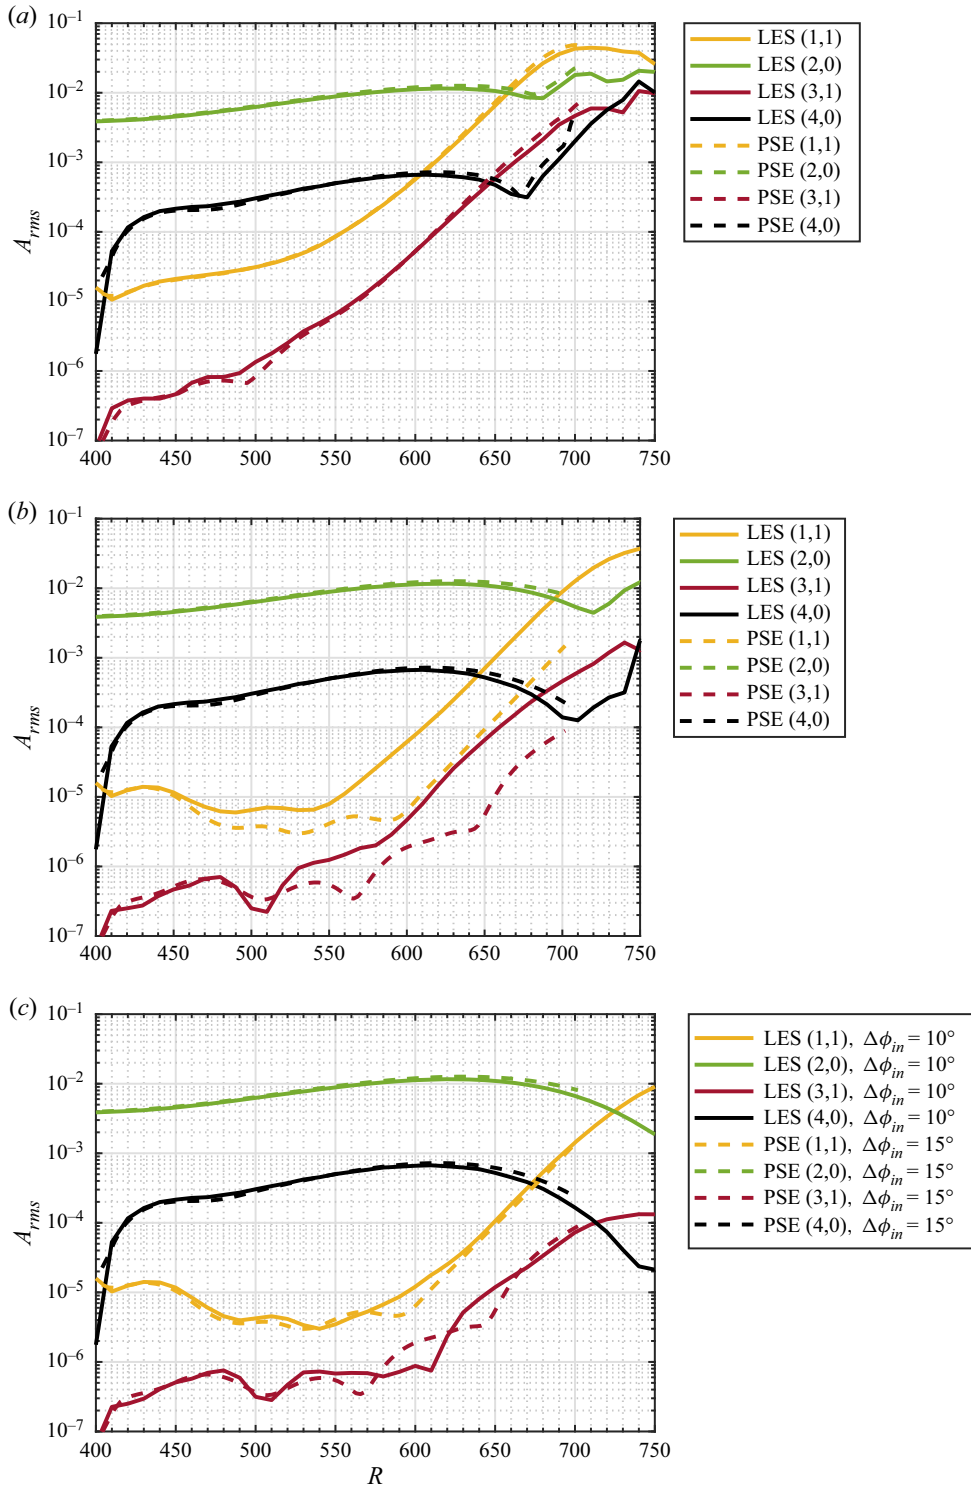 (a)
10⁻¹
10⁻²
10⁻³
10⁻⁴
10⁻⁵
10⁻⁶
10⁻⁷
A_rms
400 450 500 550 600 650 700 750
LES (1,1)
LES (2,0)
LES (3,1)
LES (4,0)
PSE (1,1)
PSE (2,0)
PSE (3,1)
PSE (4,0)
(b)
10⁻¹
10⁻²
10⁻³
10⁻⁴
10⁻⁵
10⁻⁶
10⁻⁷
A_rms
400 450 500 550 600 650 700 750
LES (1,1)
LES (2,0)
LES (3,1)
LES (4,0)
PSE (1,1)
PSE (2,0)
PSE (3,1)
PSE (4,0)
(c)
10⁻¹
10⁻²
10⁻³
10⁻⁴
10⁻⁵
10⁻⁶
10⁻⁷
A_rms
400 450 500 550 600 650 700 750
R
LES (1,1), Δϕ_in = 10°
LES (2,0), Δϕ_in = 10°
LES (3,1), Δϕ_in = 10°
LES (4,0), Δϕ_in = 10°
PSE (1,1), Δϕ_in = 15°
PSE (2,0), Δϕ_in = 15°
PSE (3,1), Δϕ_in = 15°
PSE (4,0), Δϕ_in = 15°